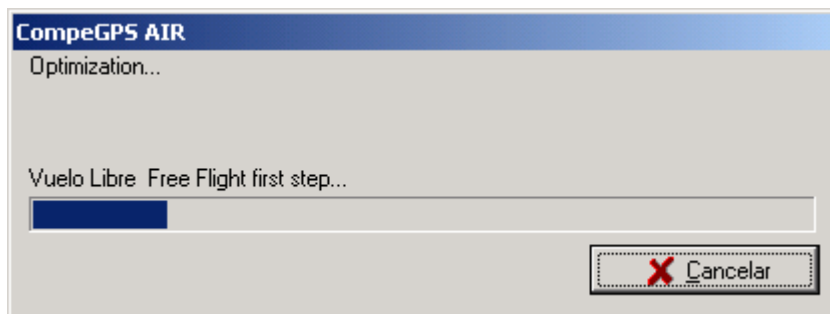 CompeGPS AIR
Optimization...
Vuelo Libre  Free Flight first step...
Cancelar